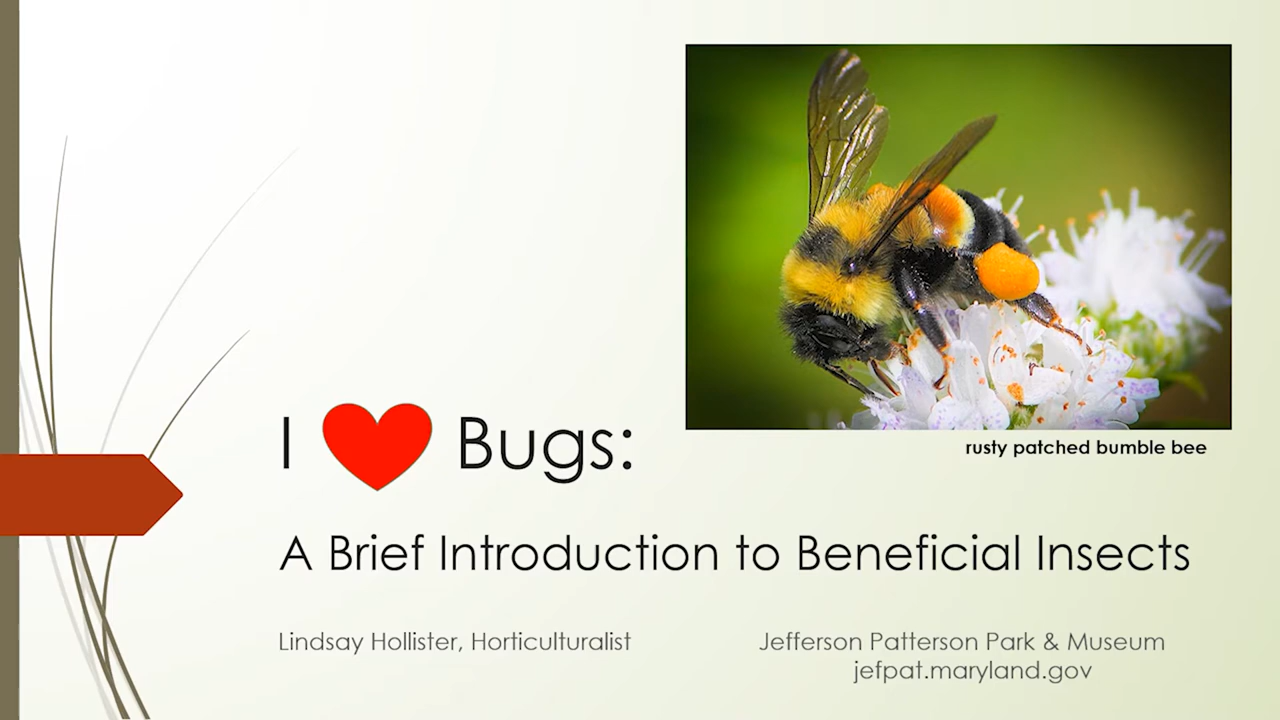 rusty patched bumble bee
I Bugs:
A Brief Introduction to Beneficial Insects
Lindsay Hollister, Horticulturalist
Jefferson Patterson Park & Museum
jefpat.maryland.gov